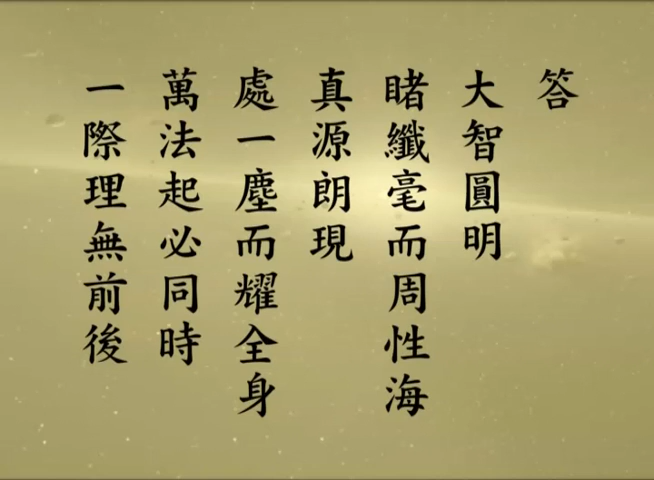 答
大智圓明
睹纖毫而周性海
真源朗現
處一塵而耀全身
萬法起必同時
一際理無前後